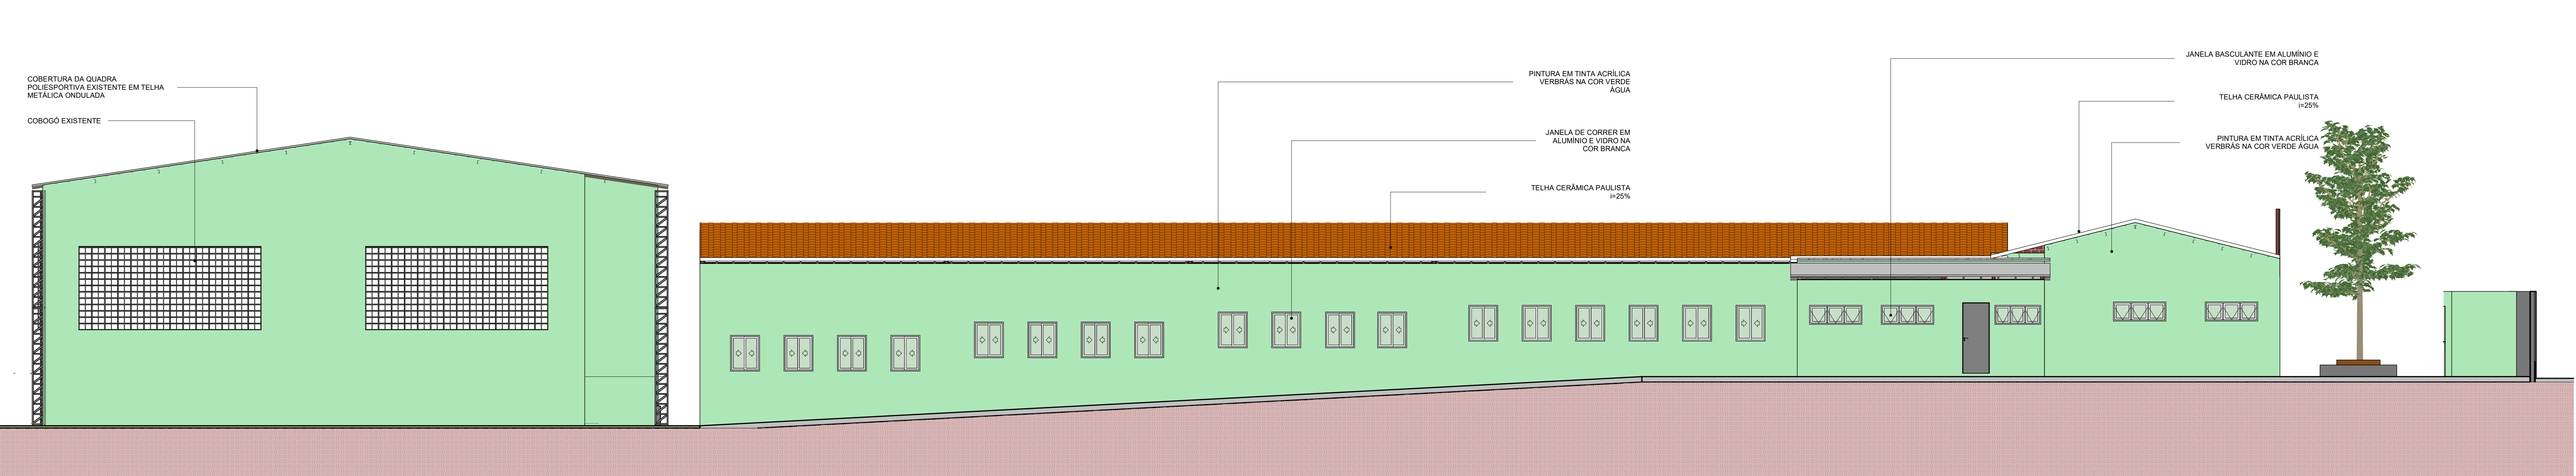 COBERTURA DA QUADRA
POLIESPORTIVA EXISTENTE EM TELHA
METÁLICA ONDULADA
COBOGÓ EXISTENTE
PINTURA EM TINTA ACRÍLICA
VERBRÁS NA COR VERDE
ÁGUA
JANELA DE CORRER EM
ALUMÍNIO E VIDRO NA
COR BRANCA
TELHA CERÂMICA PAULISTA
i=25%
JANELA BASCULANTE EM ALUMÍNIO E
VIDRO NA COR BRANCA
TELHA CERÂMICA PAULISTA
i=25%
PINTURA EM TINTA ACRÍLICA
VERBRÁS NA COR VERDE ÁGUA